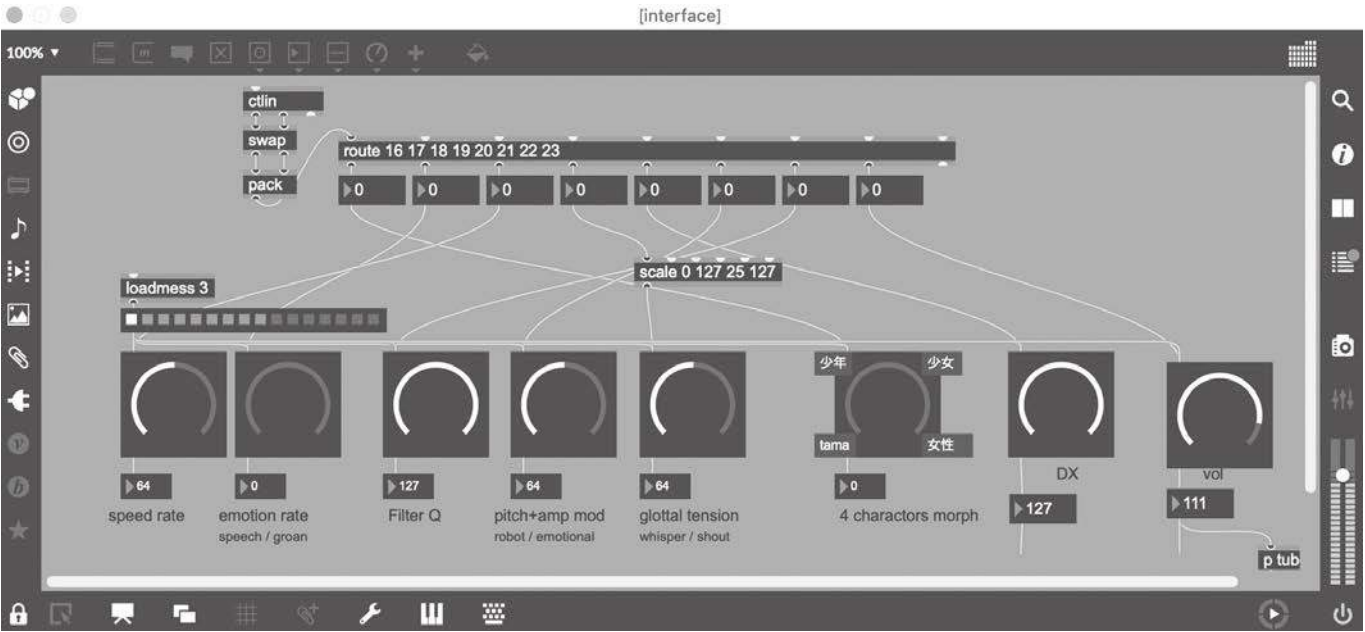 [interface]
100%
ctlin
swap
pack
route 16 17 18 19 20 21 22 23
0 0 0 0 0 0 0 0
scale 0 127 25 127
loadmess 3
少年 少女
tama 女性
64 0 127 64 64 0
DX
127
vol
111
speed rate emotion rate Filter Q pitch+amp mod glottal tension 4 charactors morph
speech / groan robot / emotional whisper / shout
p tub